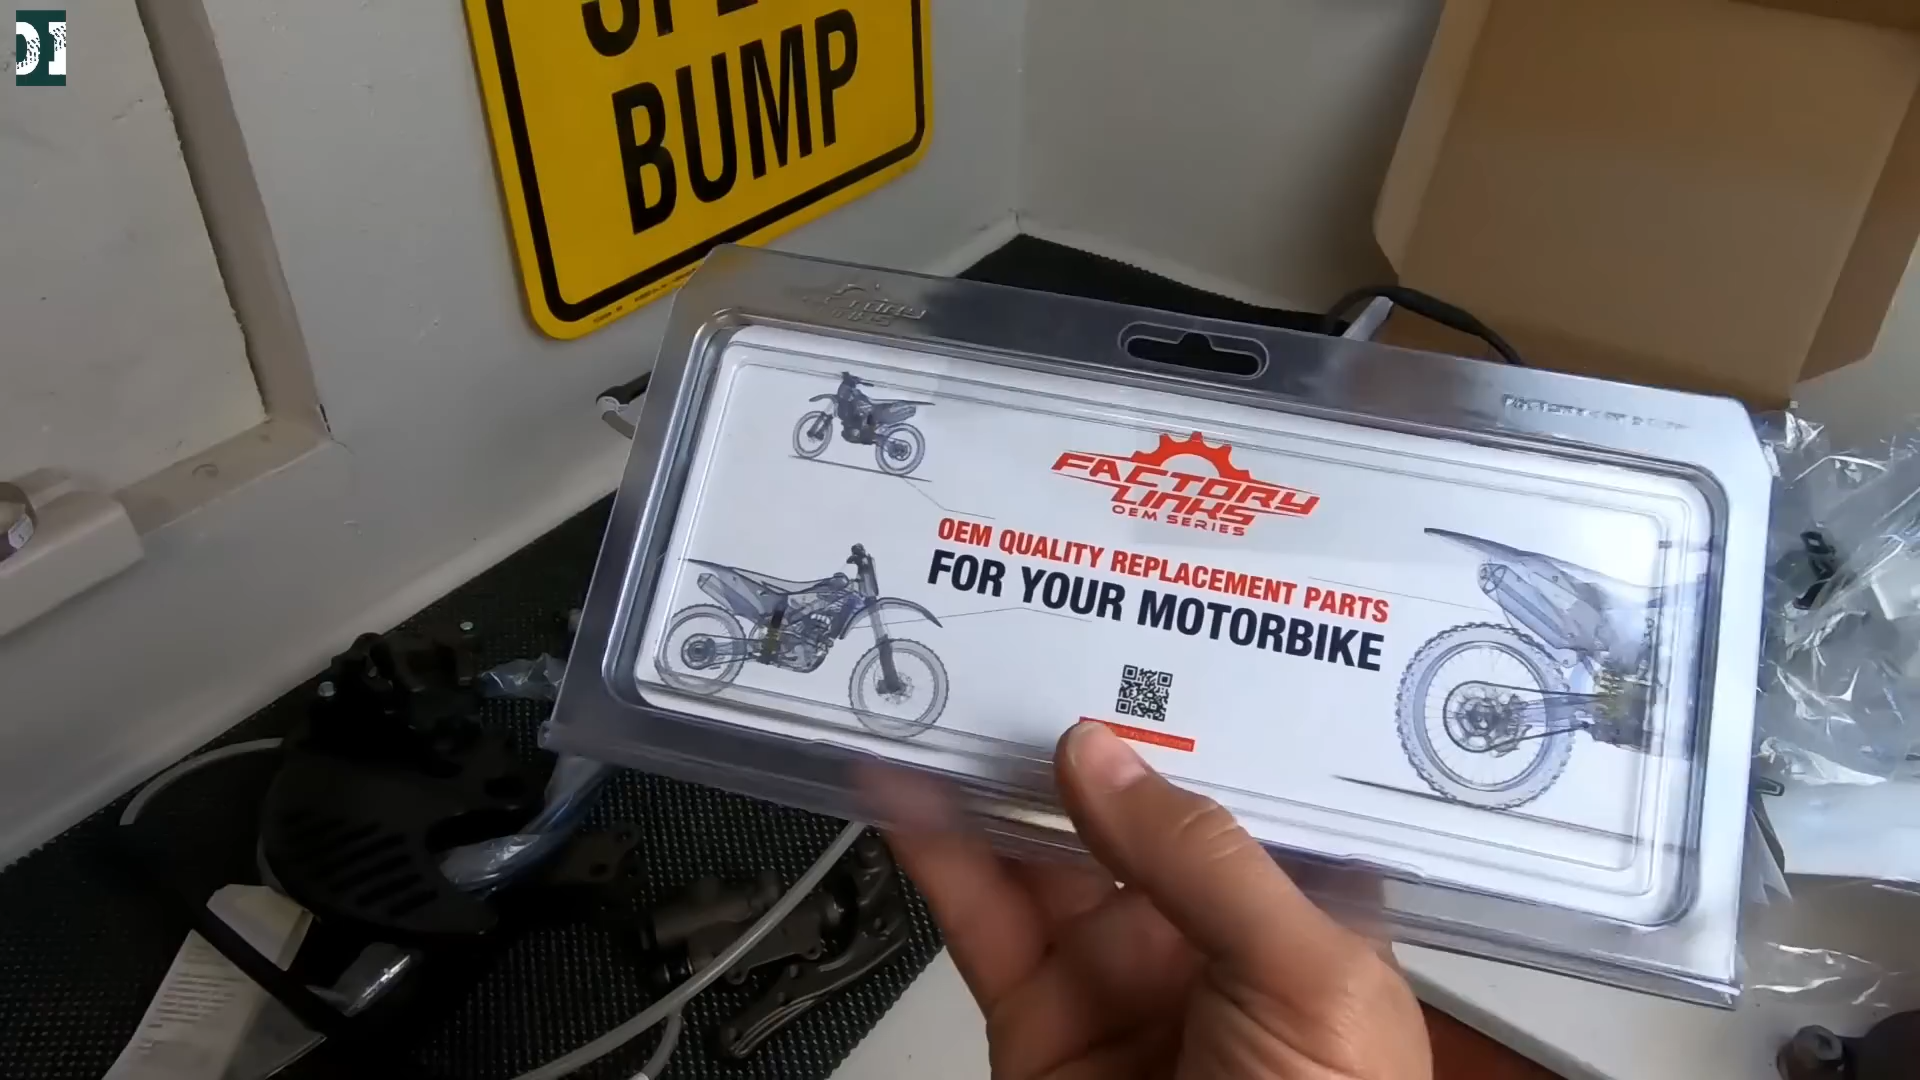 BUMP
FACTORY
LINKS
OEM SERIES
OEM QUALITY REPLACEMENT PARTS
FOR YOUR MOTORBIKE